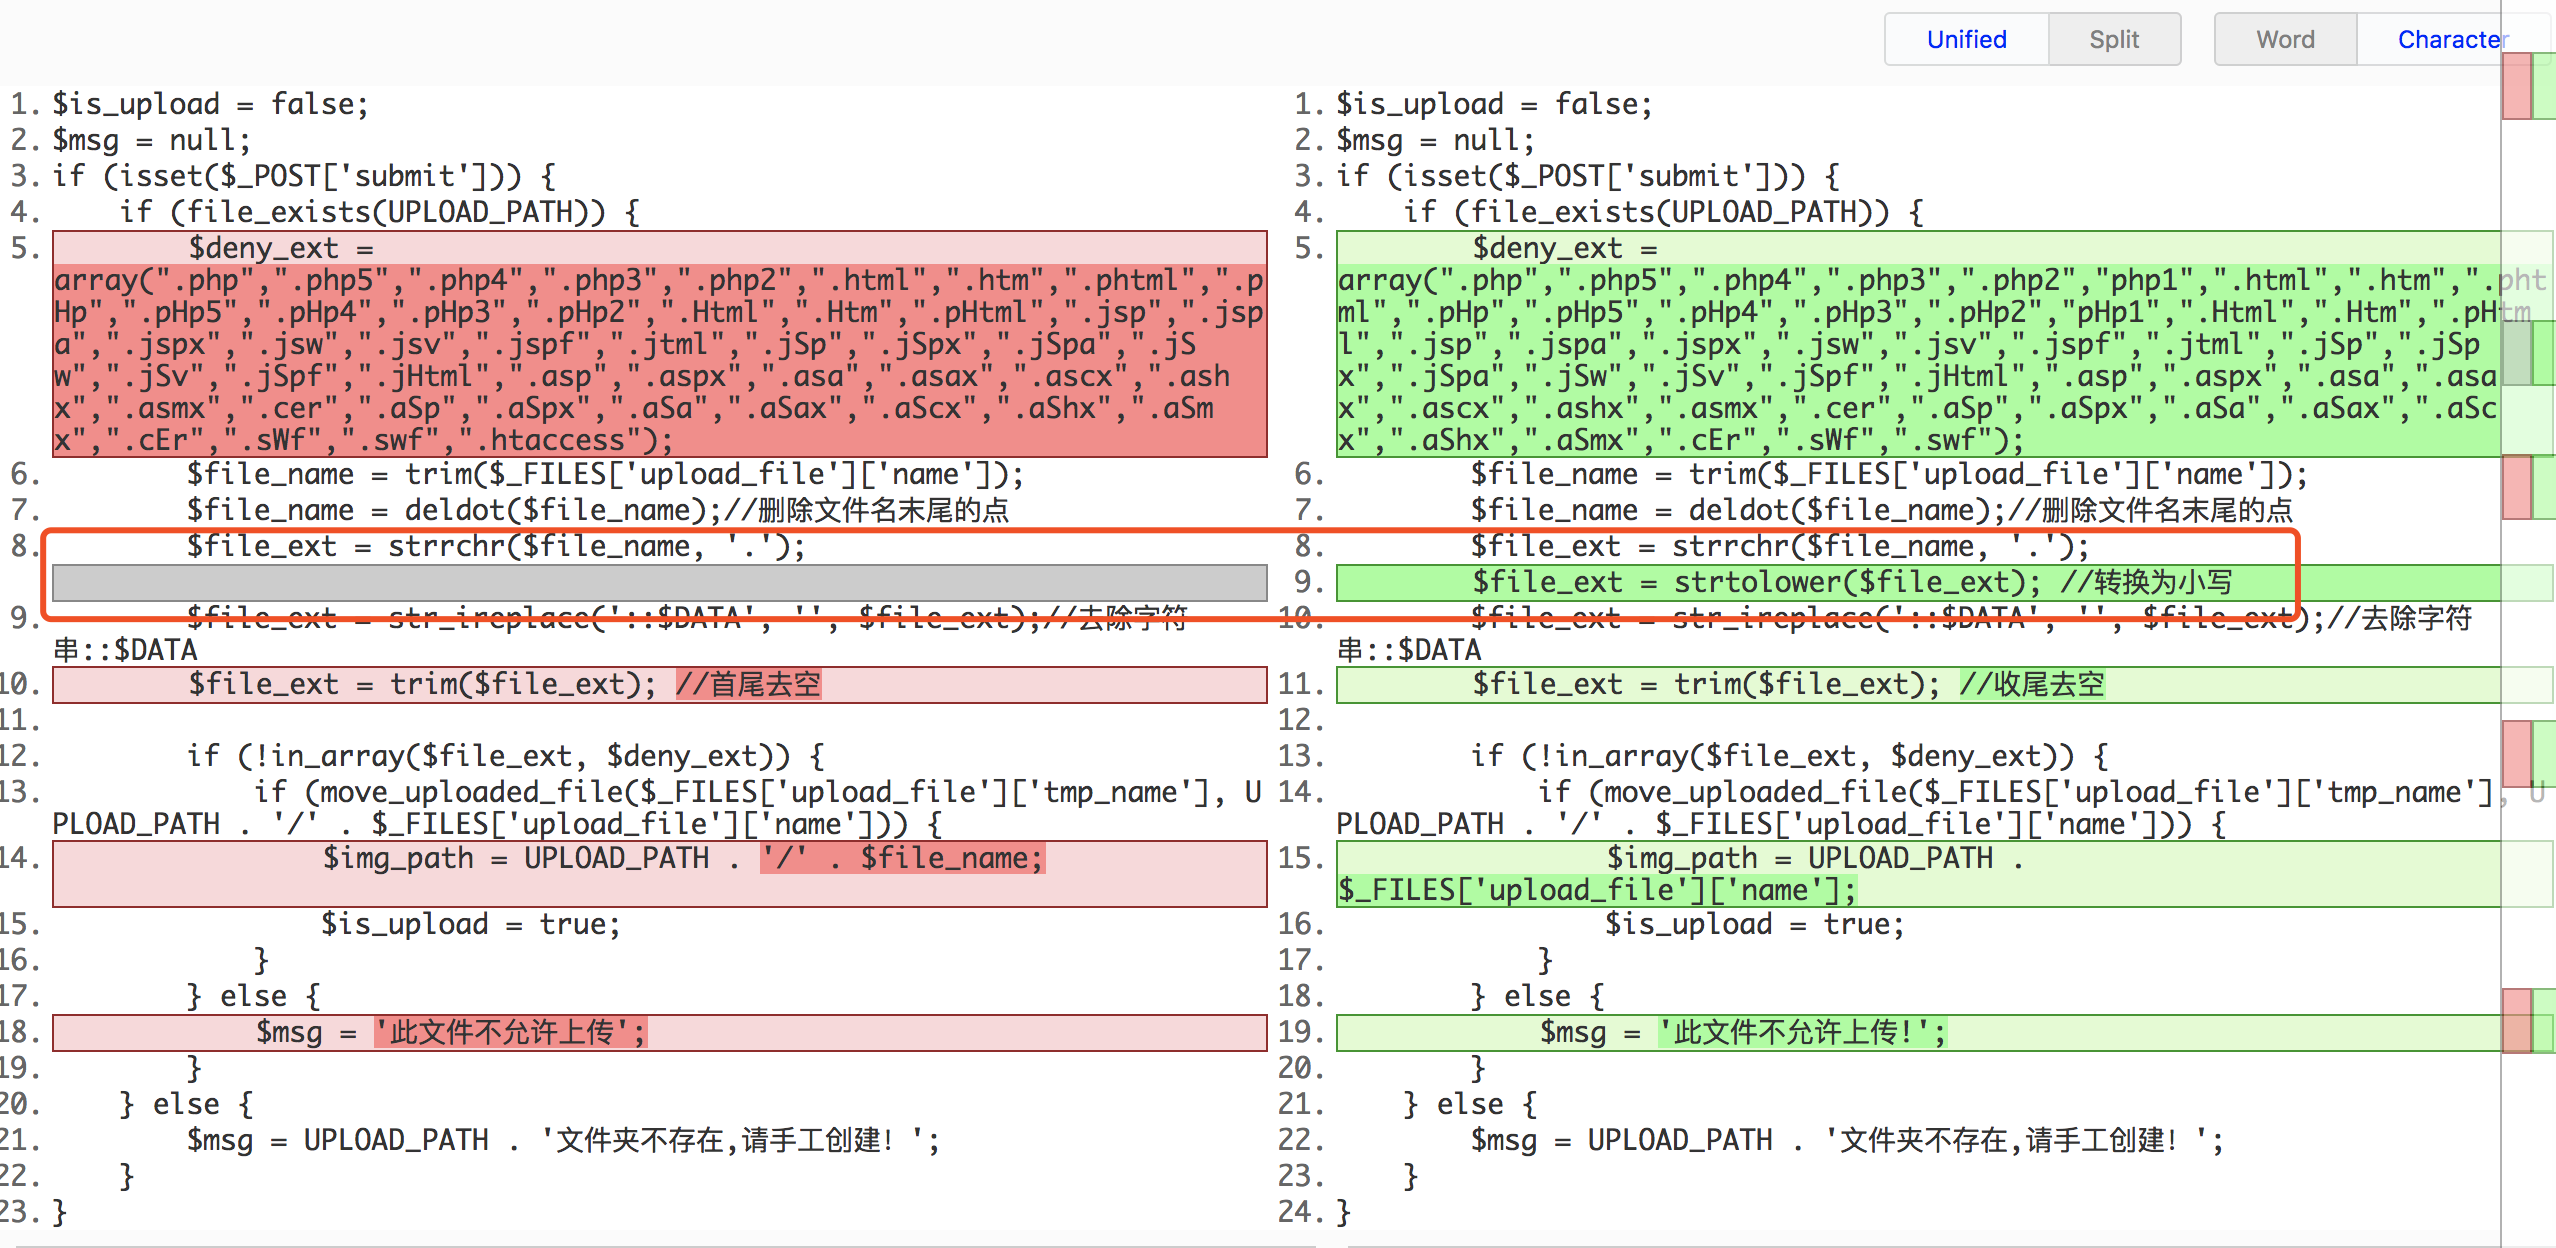 Unified Split Word Character
1. $is_upload = false;
2. $msg = null;
3. if (isset($_POST['submit'])) {
4. if (file_exists(UPLOAD_PATH)) {
5. $deny_ext =
array(".php",".php5",".php4",".php3",".php2",".html",".htm",".phtml",".p
Hp",".pHp5",".pHp4",".pHp3",".pHp2",".Html",".Htm",".pHtml",".jsp",".jsp
a",".jspx",".jsw",".jsv",".jspf",".jtml",".jSp",".jSpx",".jSpa",".jS
w",".jSv",".jSpf",".jHtml",".asp",".aspx",".asa",".asax",".ascx",".ash
x",".asmx",".cer",".aSp",".aSpx",".aSa",".aSax",".aScx",".aShx",".aSm
x",".cEr",".sWf",".swf",".htaccess");
6. $file_name = trim($_FILES['upload_file']['name']);
7. $file_name = deldot($file_name);//删除文件名末尾的点
8. $file_ext = strrchr($file_name, '.');
9. $file_ext = str_ireplace('::$DATA', '', $file_ext);//去除字符
串::$DATA
10. $file_ext = trim($file_ext); //首尾去空
11.
12. if (!in_array($file_ext, $deny_ext)) {
13. if (move_uploaded_file($_FILES['upload_file']['tmp_name'], U
PLOAD_PATH . '/' . $_FILES['upload_file']['name'])) {
14. $img_path = UPLOAD_PATH . '/' . $file_name;
15. $is_upload = true;
16. }
17. } else {
18. $msg = '此文件不允许上传';
19. }
20. } else {
21. $msg = UPLOAD_PATH . '文件夹不存在,请手工创建！';
22. }
23. }
1. $is_upload = false;
2. $msg = null;
3. if (isset($_POST['submit'])) {
4. if (file_exists(UPLOAD_PATH)) {
5. $deny_ext =
array(".php",".php5",".php4",".php3",".php2","php1",".html",".htm",".pht
ml",".pHp",".pHp5",".pHp4",".pHp3",".pHp2","pHp1",".Html",".Htm",".pHtm
l",".jsp",".jspa",".jspx",".jsw",".jsv",".jspf",".jtml",".jSp",".jSp
x",".jSpa",".jSw",".jSv",".jSpf",".jHtml",".asp",".aspx",".asa",".asa
x",".ascx",".ashx",".asmx",".cer",".aSp",".aSpx",".aSa",".aSax",".aSc
x",".aShx",".aSmx",".cEr",".sWf",".swf");
6. $file_name = trim($_FILES['upload_file']['name']);
7. $file_name = deldot($file_name);//删除文件名末尾的点
8. $file_ext = strrchr($file_name, '.');
9. $file_ext = strtolower($file_ext); //转换为小写
10. $file_ext = str_ireplace('::$DATA', '', $file_ext);//去除字符
串::$DATA
11. $file_ext = trim($file_ext); //收尾去空
12.
13. if (!in_array($file_ext, $deny_ext)) {
14. if (move_uploaded_file($_FILES['upload_file']['tmp_name'], U
PLOAD_PATH . '/' . $_FILES['upload_file']['name'])) {
15. $img_path = UPLOAD_PATH .
$_FILES['upload_file']['name'];
16. $is_upload = true;
17. }
18. } else {
19. $msg = '此文件不允许上传!';
20. }
21. } else {
22. $msg = UPLOAD_PATH . '文件夹不存在,请手工创建！';
23. }
24. }